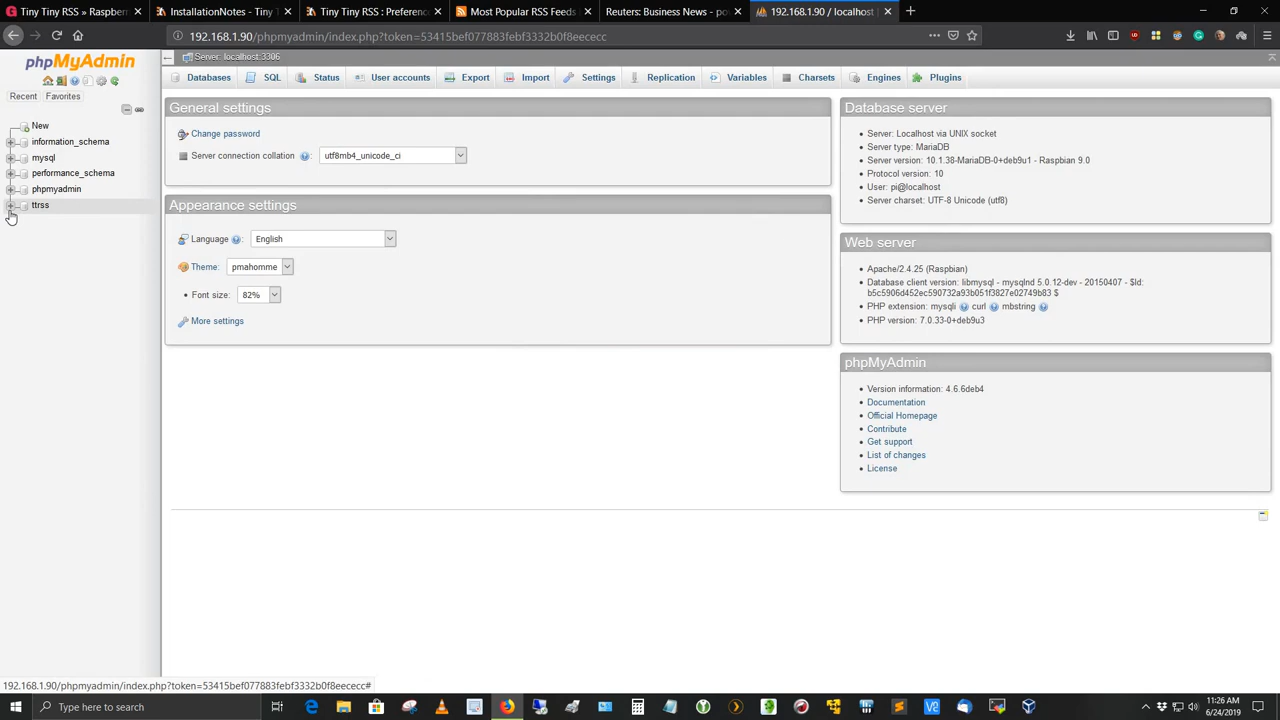 Tiny Tiny RSS » Raspberr
InstallationNotes - Tiny T
Tiny Tiny RSS : Preference
Most Popular RSS Feeds
Reuters: Business News - po
192.168.1.90 / localhost |
192.168.1.90/phpmyadmin/index.php?token=53415bef077883febf3332b0f8eececc
phpMyAdmin
Recent Favorites
New
information_schema
mysql
performance_schema
phpmyadmin
ttrss
Server: localhost:3306
Databases SQL Status User accounts Export Import Settings Replication Variables Charsets Engines Plugins
General settings
Change password
Server connection collation : utf8mb4_unicode_ci
Appearance settings
Language : English
Theme: pmahomme
Font size: 82%
More settings
Database server
Server: Localhost via UNIX socket
Server type: MariaDB
Server version: 10.1.38-MariaDB-0+deb9u1 - Raspbian 9.0
Protocol version: 10
User: pi@localhost
Server charset: UTF-8 Unicode (utf8)
Web server
Apache/2.4.25 (Raspbian)
Database client version: libmysql - mysqlnd 5.0.12-dev - 20150407 - $Id:
b5c5906d452ec590732a93b051f3827e02749b83 $
PHP extension: mysqli curl mbstring
PHP version: 7.0.33-0+deb9u3
phpMyAdmin
Version information: 4.6.6deb4
Documentation
Official Homepage
Contribute
Get support
List of changes
License
192.168.1.90/phpmyadmin/index.php?token=53415bef077883febf3332b0f8eececc#
Type here to search
11:26 AM
6/24/2019